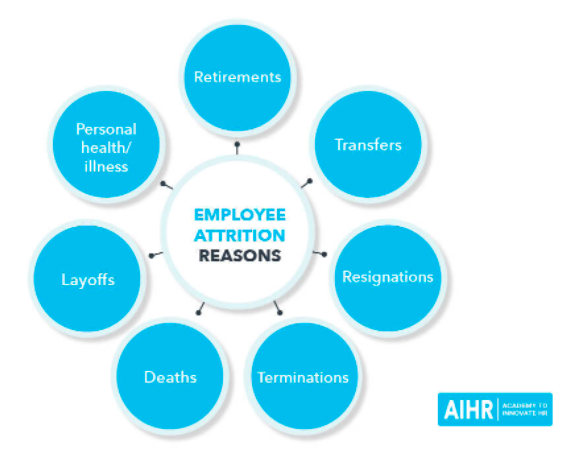 Retirements
Personal
health/
illness
Transfers
EMPLOYEE
ATTRITION
REASONS
Layoffs
Resignations
Deaths
Terminations
AIHR
ACADEMY TO
INNOVATE HR